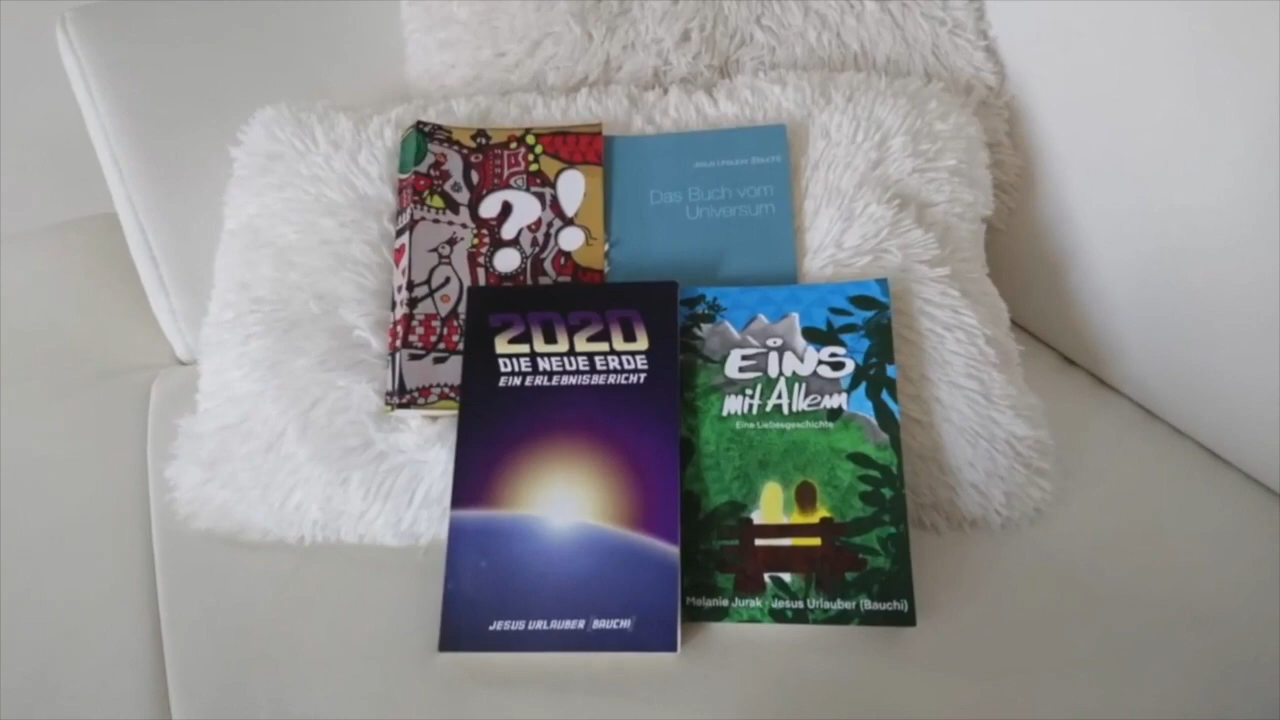 ?!
Jesus Urlauber (Bauchi)
Das Buch vom
Universum
2020
DIE NEUE ERDE
EIN ERLEBNISBERICHT
JESUS URLAUBER (BAUCHI)
EINS
mit Allem
Eine Liebesgeschichte
Melanie Jurak · Jesus Urlauber (Bauchi)